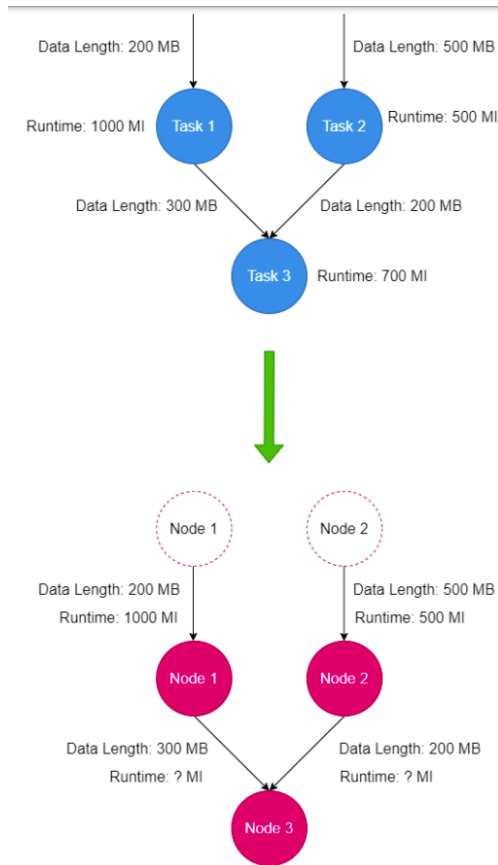 Data Length: 200 MB
Data Length: 500 MB
Runtime: 1000 MI
Task 1
Task 2
Runtime: 500 MI
Data Length: 300 MB
Data Length: 200 MB
Task 3
Runtime: 700 MI
Node 1
Node 2
Data Length: 200 MB
Runtime: 1000 MI
Data Length: 500 MB
Runtime: 500 MI
Node 1
Node 2
Data Length: 300 MB
Runtime: ? MI
Data Length: 200 MB
Runtime: ? MI
Node 3